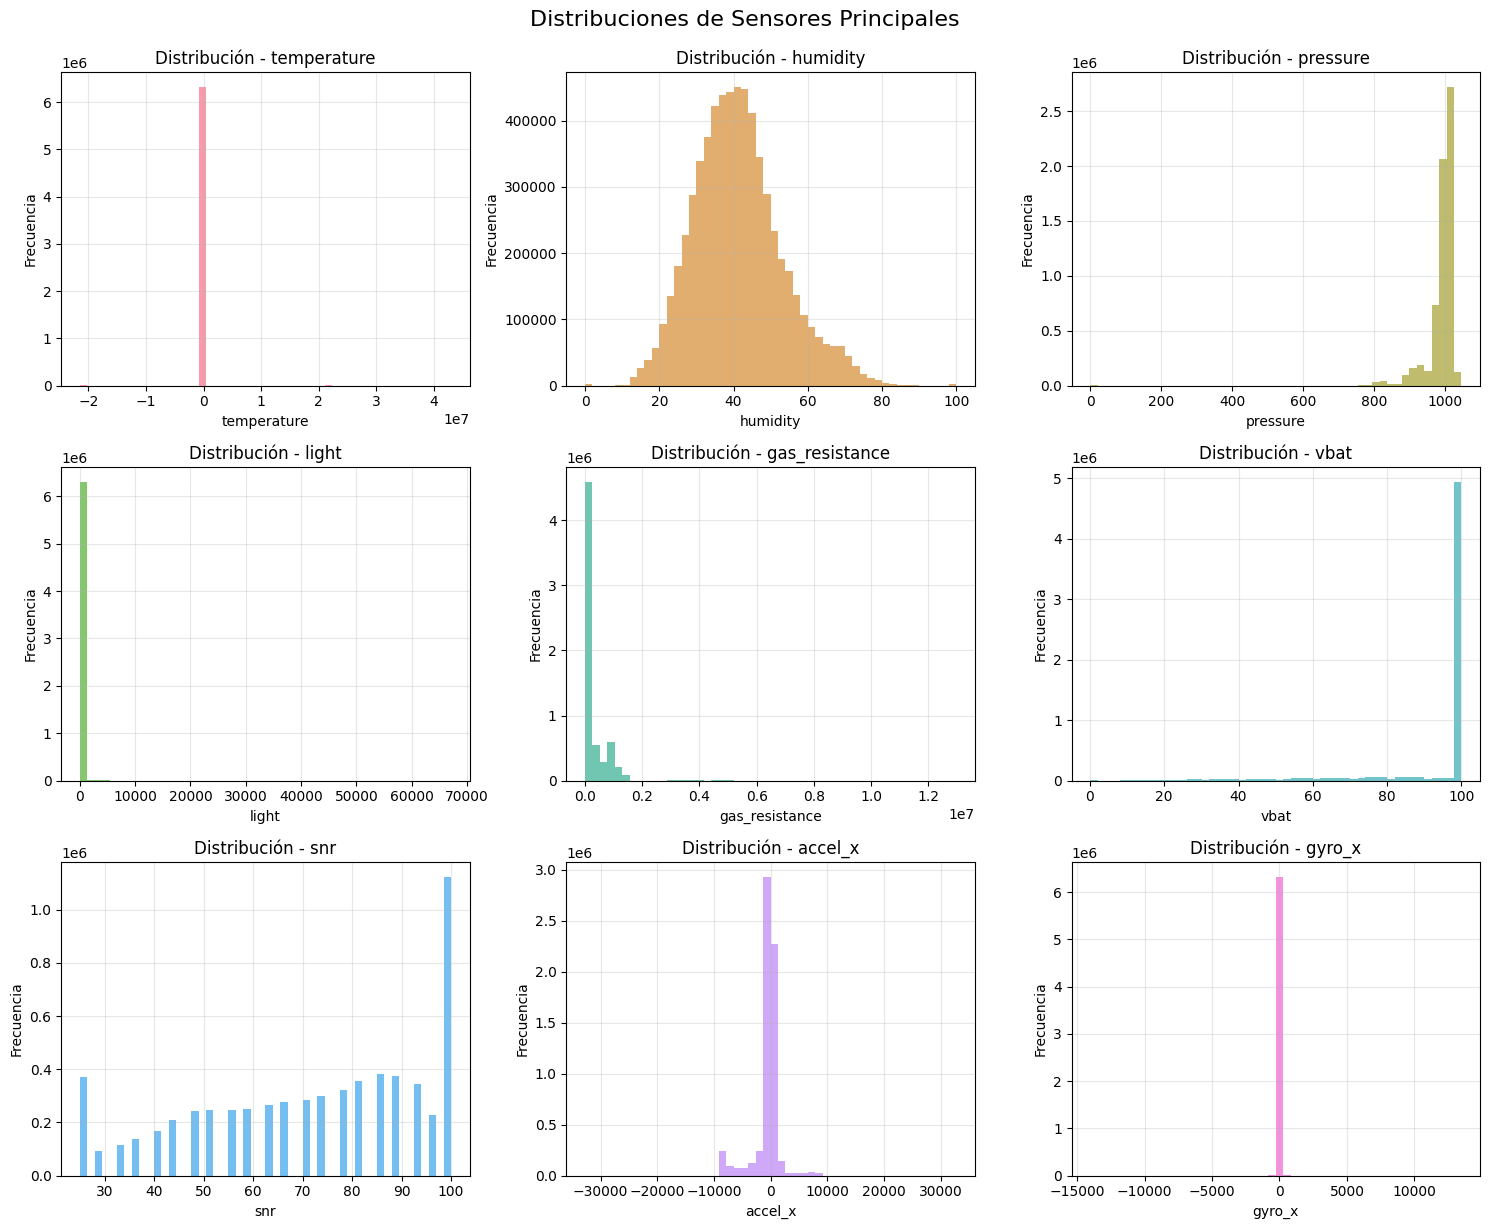 Distribuciones de Sensores Principales
Distribución - temperature
1e6
Frecuencia
6
5
4
3
2
1
0
−2 −1 0 1 2 3 4
1e7
temperature
Distribución - humidity
Frecuencia
400000
300000
200000
100000
0
0 20 40 60 80 100
humidity
Distribución - pressure
1e6
Frecuencia
2.5
2.0
1.5
1.0
0.5
0.0
0 200 400 600 800 1000
pressure
Distribución - light
1e6
Frecuencia
6
5
4
3
2
1
0
0 10000 20000 30000 40000 50000 60000 70000
light
Distribución - gas_resistance
1e6
Frecuencia
4
3
2
1
0
0.0 0.2 0.4 0.6 0.8 1.0 1.2
1e7
gas_resistance
Distribución - vbat
1e6
Frecuencia
5
4
3
2
1
0
0 20 40 60 80 100
vbat
Distribución - snr
1e6
Frecuencia
1.0
0.8
0.6
0.4
0.2
0.0
30 40 50 60 70 80 90 100
snr
Distribución - accel_x
1e6
Frecuencia
3.0
2.5
2.0
1.5
1.0
0.5
0.0
−30000 −20000 −10000 0 10000 20000 30000
accel_x
Distribución - gyro_x
1e6
Frecuencia
6
5
4
3
2
1
0
−15000 −10000 −5000 0 5000 10000
gyro_x